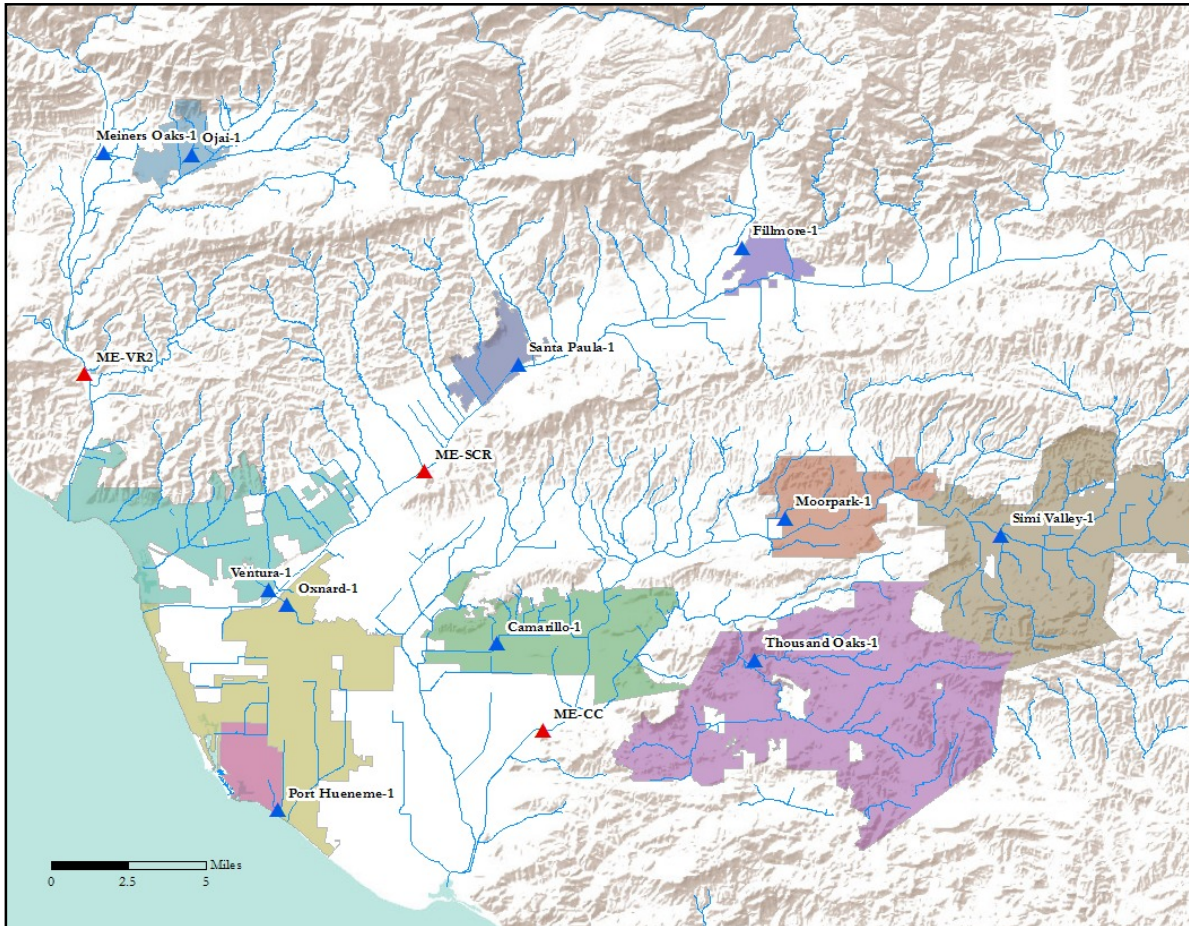 Meiners Oaks-1
Ojai-1
Fillmore-1
Santa Paula-1
ME-VR2
ME-SCR
Moorpark-1
Simi Valley-1
Ventura-1
Oxnard-1
Camarillo-1
Thousand Oaks-1
ME-CC
Port Hueneme-1
Miles
0 2.5 5